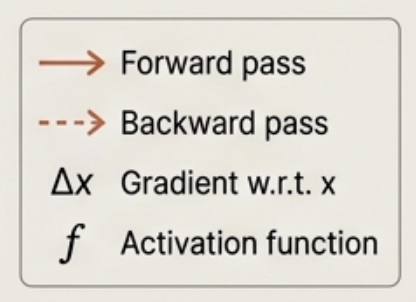 Forward pass
Backward pass
Δx Gradient w.r.t. x
f Activation function